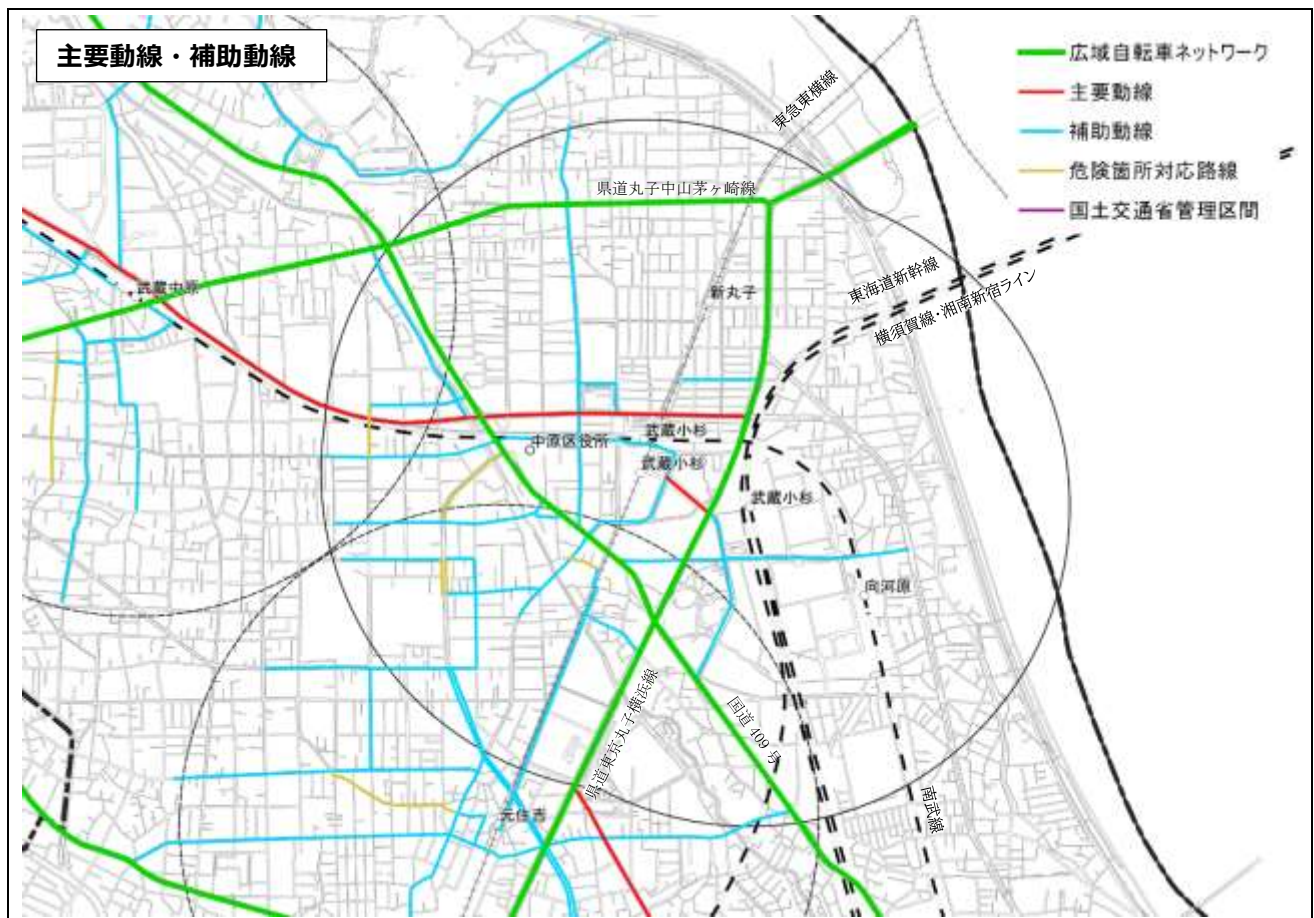 主要動線・補助動線
広域自転車ネットワーク
主要動線
補助動線
危険箇所対応路線
国土交通省管理区間
東急東横線
県道丸子中山茅ヶ崎線
新丸子
東海道新幹線
横須賀線・湘南新宿ライン
武蔵中原
武蔵小杉
中原区役所
武蔵小杉
武蔵小杉
向河原
県道東京丸子横浜線
国道409号
南武線
元住吉